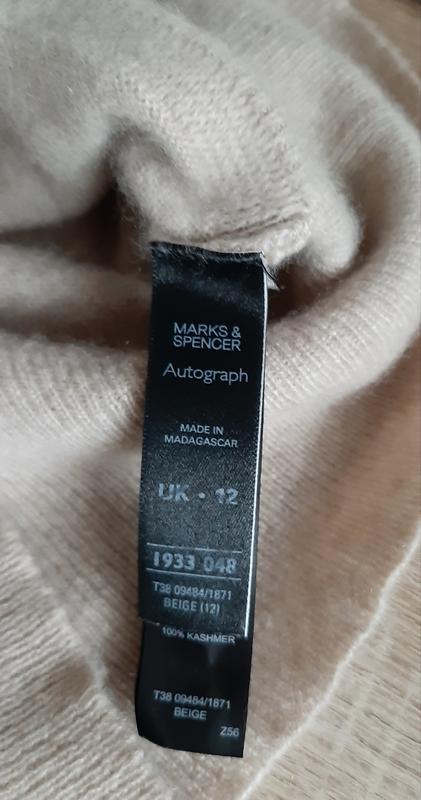 MARKS &
SPENCER
Autograph
MADE IN
MADAGASCAR
UK • 12
1933 048
T38 09484/1871
BEIGE (12)
100% KASHMER
T38 09484/1871
BEIGE
Z56